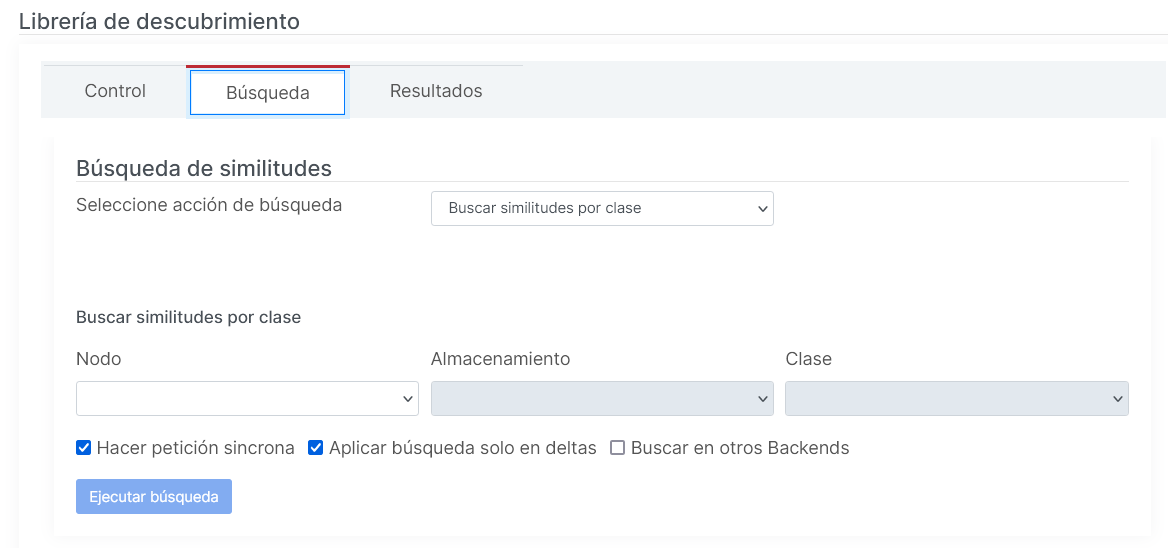 Librería de descubrimiento
Control Búsqueda Resultados
Búsqueda de similitudes
Seleccione acción de búsqueda Buscar similitudes por clase
Buscar similitudes por clase
Nodo Almacenamiento Clase
Hacer petición sincrona Aplicar búsqueda solo en deltas Buscar en otros Backends
Ejecutar búsqueda